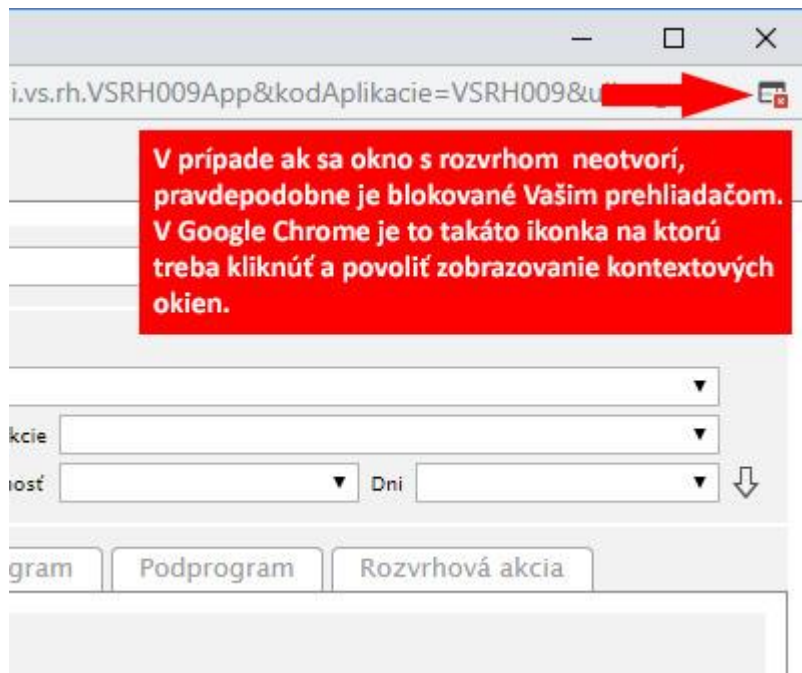 i.vs.rh.VSRH009App&kodAplikacie=VSRH009&u
V prípade ak sa okno s rozvrhom neotvorí,
pravdepodobne je blokované Vašim prehliadačom.
V Google Chrome je to takáto ikonka na ktorú
treba kliknúť a povoliť zobrazovanie kontextových
okien.
kcie
nosť
Dni
gram
Podprogram
Rozvrhová akcia